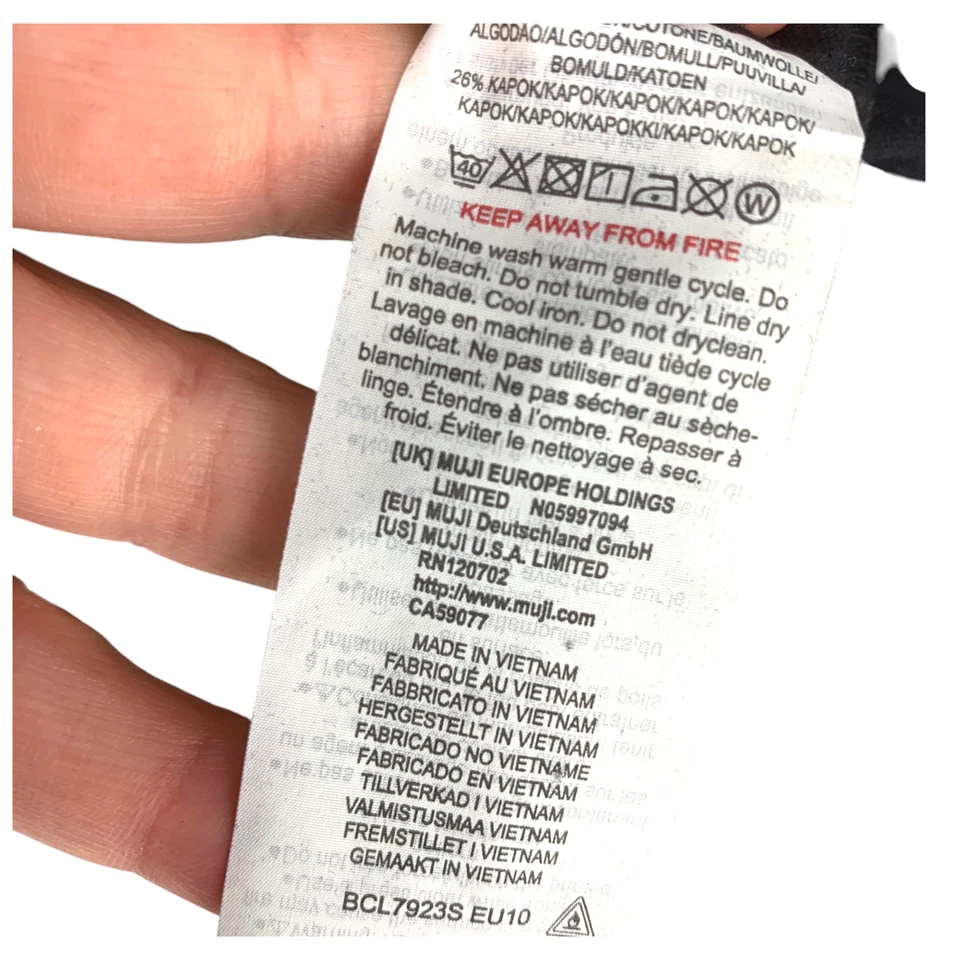 COTONE/BAUMWOLLE/
ALGODÃO/ALGODÓN/BOMULL/PUUVILLA/
BOMULD/KATOEN
26% KAPOK/KAPOK/KAPOK/KAPOK/KAPOK/
KAPOK/KAPOK/KAPOKKI/KAPOK/KAPOK
40 W
KEEP AWAY FROM FIRE
Machine wash warm gentle cycle. Do
not bleach. Do not tumble dry. Line dry
in shade. Cool iron. Do not dryclean.
Lavage en machine à l'eau tiède cycle
délicat. Ne pas utiliser d'agent de
blanchiment. Ne pas sécher au sèche-
linge. Étendre à l'ombre. Repasser à
froid. Éviter le nettoyage à sec.
[UK] MUJI EUROPE HOLDINGS
LIMITED N05997094
[EU] MUJI Deutschland GmbH
[US] MUJI U.S.A. LIMITED
RN120702
http://www.muji.com
CA59077
MADE IN VIETNAM
FABRIQUÉ AU VIETNAM
FABBRICATO IN VIETNAM
HERGESTELLT IN VIETNAM
FABRICADO NO VIETNAME
FABRICADO EN VIETNAM
TILLVERKAD I VIETNAM
VALMISTUSMAA VIETNAM
FREMSTILLET I VIETNAM
GEMAAKT IN VIETNAM
BCL7923S EU10